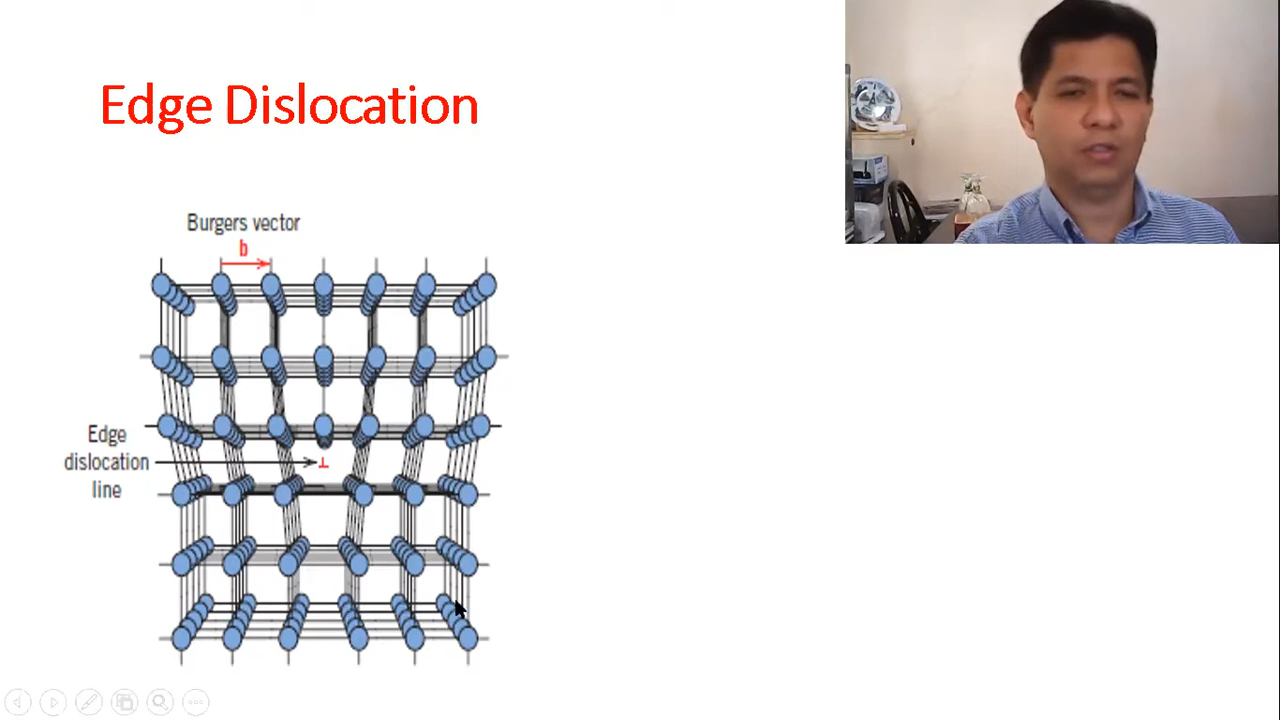 Edge Dislocation
Burgers vector
b
Edge
dislocation
line
⊥